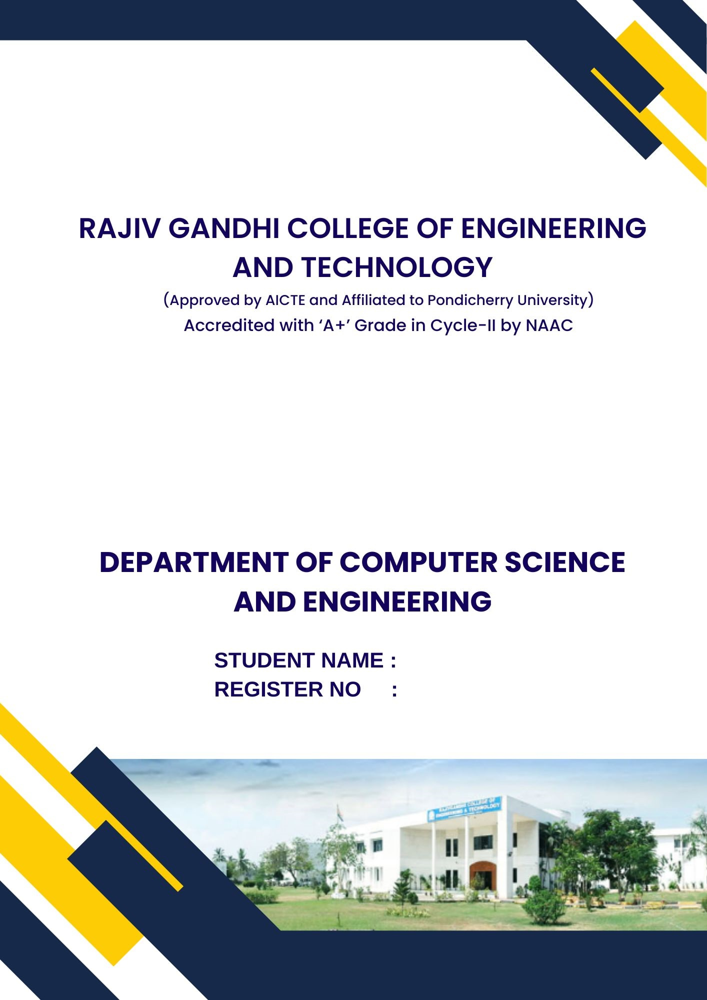 RAJIV GANDHI COLLEGE OF ENGINEERING
AND TECHNOLOGY
(Approved by AICTE and Affiliated to Pondicherry University)
Accredited with ‘A+’ Grade in Cycle-II by NAAC
DEPARTMENT OF COMPUTER SCIENCE
AND ENGINEERING
STUDENT NAME :
REGISTER NO :
RAJIV GANDHI COLLEGE OF
ENGINEERING & TECHNOLOGY